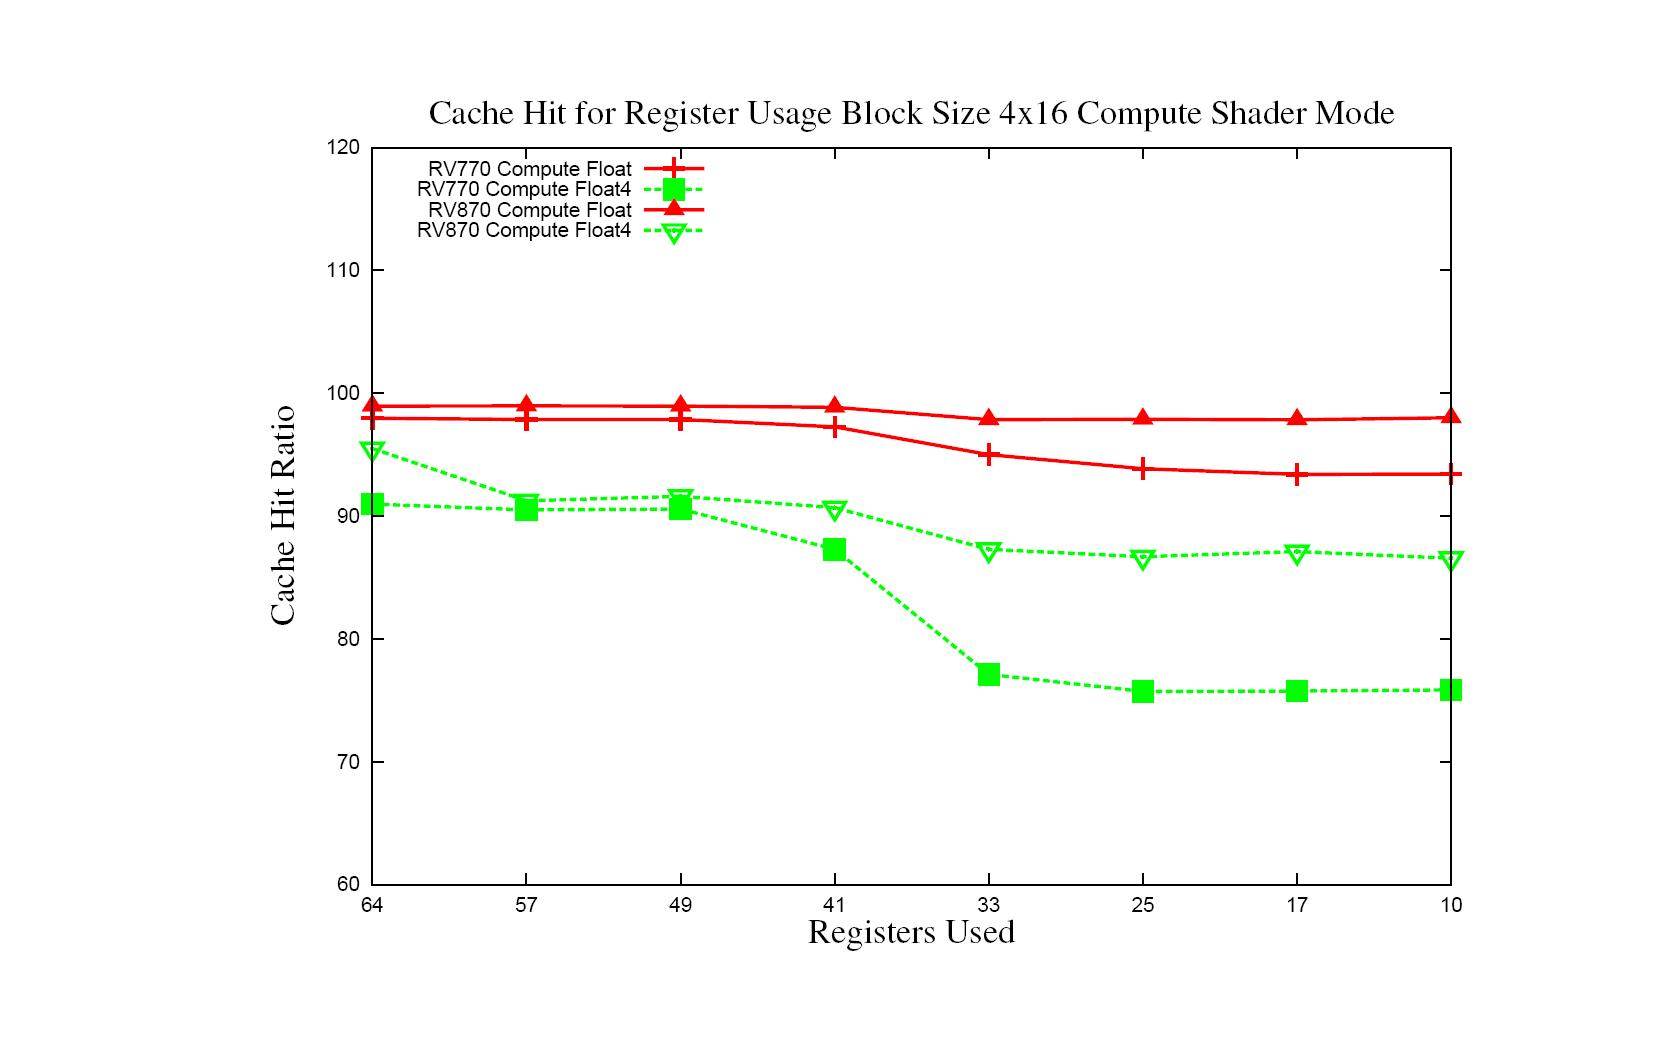 Cache Hit for Register Usage Block Size 4x16 Compute Shader Mode
120
RV770 Compute Float
RV770 Compute Float4
RV870 Compute Float
RV870 Compute Float4
110
100
90
80
70
60
Cache Hit Ratio
64 57 49 41 33 25 17 10
Registers Used